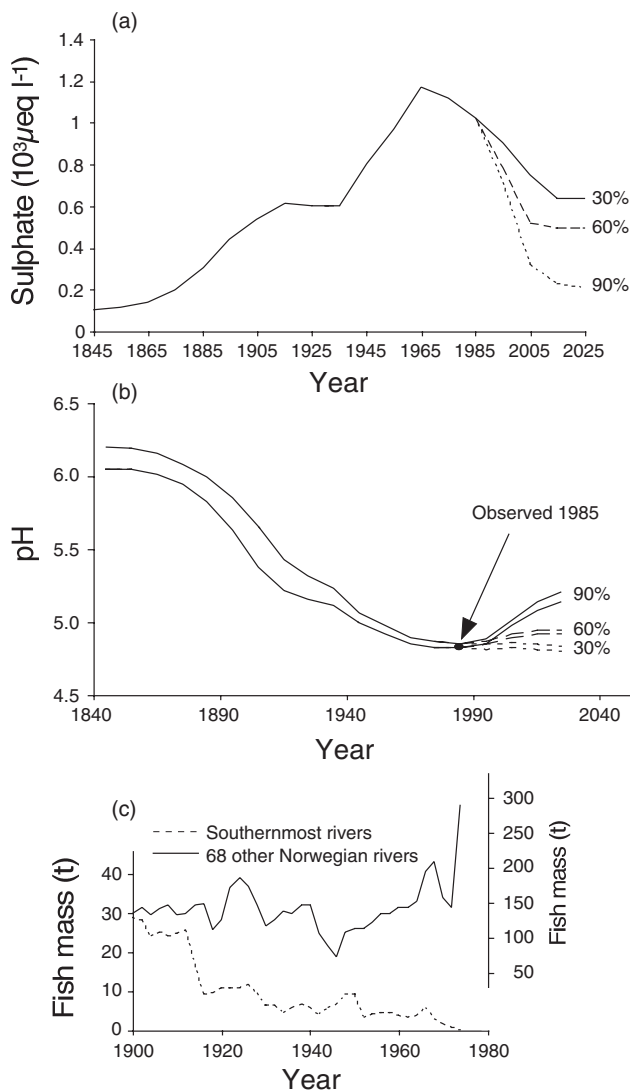 (a)
Sulphate (10³µeq l⁻¹)
1.4
1.2
1
0.8
0.6
0.4
0.2
0
30%
60%
90%
1845 1865 1885 1905 1925 1945 1965 1985 2005 2025
Year
(b)
pH
6.5
6.0
5.5
5.0
4.5
Observed 1985
90%
60%
30%
1840 1890 1940 1990 2040
Year
(c)
Southernmost rivers
68 other Norwegian rivers
Fish mass (t)
40
30
20
10
0
300
250
200
150
100
50
Fish mass (t)
1900 1920 1940 1960 1980
Year